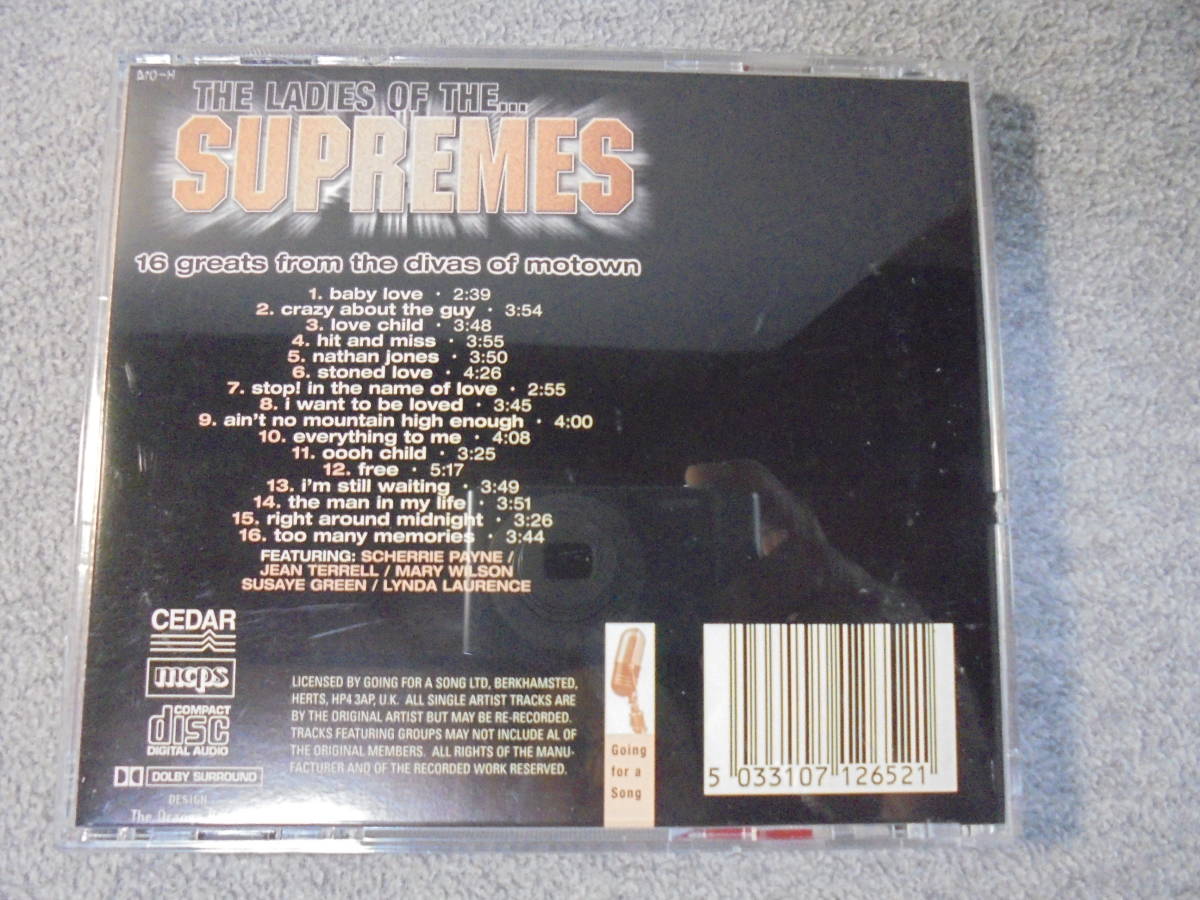 THE LADIES OF THE...
SUPREMES
16 greats from the divas of motown
1. baby love · 2:39
2. crazy about the guy · 3:54
3. love child · 3:48
4. hit and miss · 3:55
5. nathan jones · 3:50
6. stoned love · 4:26
7. stop! in the name of love · 2:55
8. i want to be loved · 3:45
9. ain't no mountain high enough · 4:00
10. everything to me · 4:08
11. oooh child · 3:25
12. free · 5:17
13. i'm still waiting · 3:49
14. the man in my life · 3:51
15. right around midnight · 3:26
16. too many memories · 3:44
FEATURING: SCHERRIE PAYNE /
JEAN TERRELL / MARY WILSON
SUSAYE GREEN / LYNDA LAURENCE
CEDAR
mcps
COMPACT
disc
DIGITAL AUDIO
DOLBY SURROUND
DESIGN
The
LICENSED BY GOING FOR A SONG LTD, BERKHAMSTED,
HERTS, HP4 3AP, U.K. ALL SINGLE ARTIST TRACKS ARE
BY THE ORIGINAL ARTIST BUT MAY BE RE-RECORDED.
TRACKS FEATURING GROUPS MAY NOT INCLUDE AL OF
THE ORIGINAL MEMBERS. ALL RIGHTS OF THE MANU-
FACTURER AND OF THE RECORDED WORK RESERVED.
Going
for a
Song
5 033107 126521